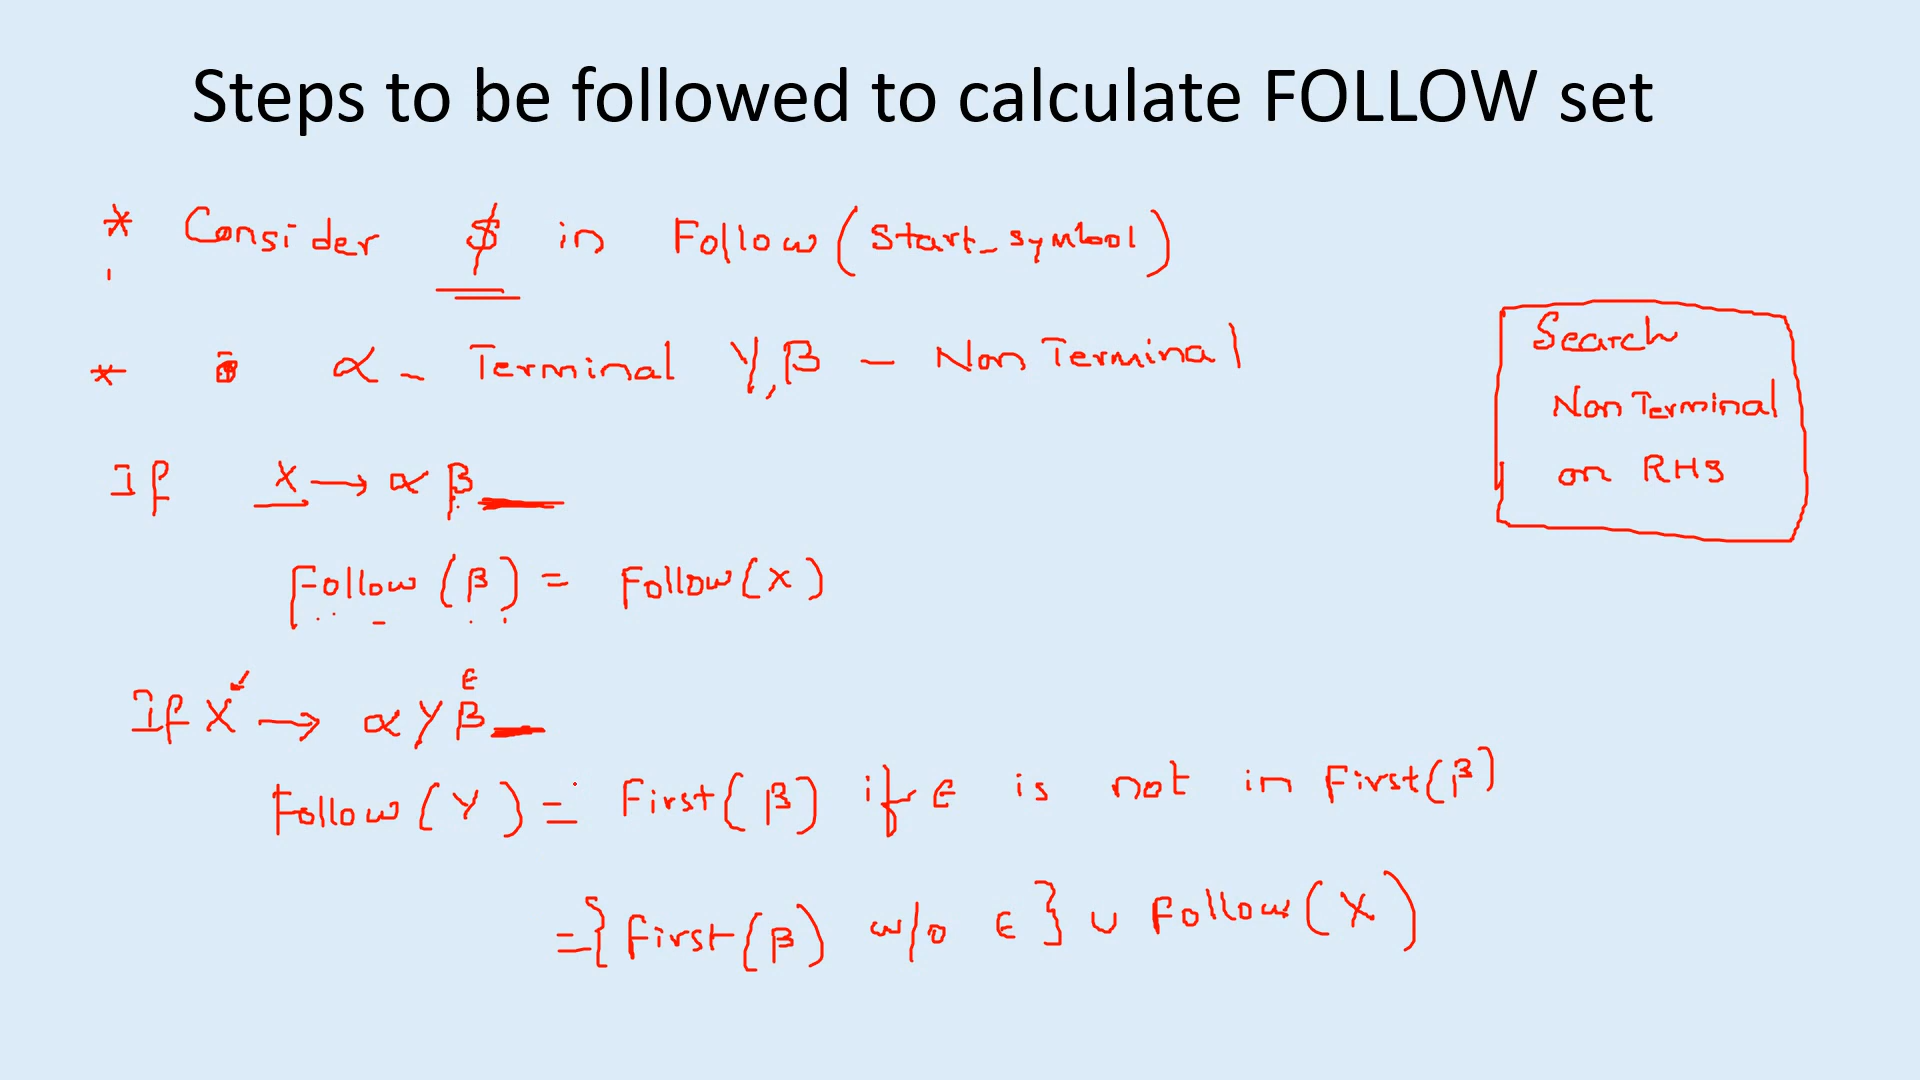 Steps to be followed to calculate FOLLOW set
* Consider $ in Follow(Start_symbol)
* α - Terminal Y, β - Non Terminal
Search
Non Terminal
on RHS
If X → α β
Follow (β) = Follow(X)
ϵ
If X → α Y β
Follow (Y) = First(β) if ϵ is not in First(β)
= {First(β) w/o ϵ} ∪ Follow(X)